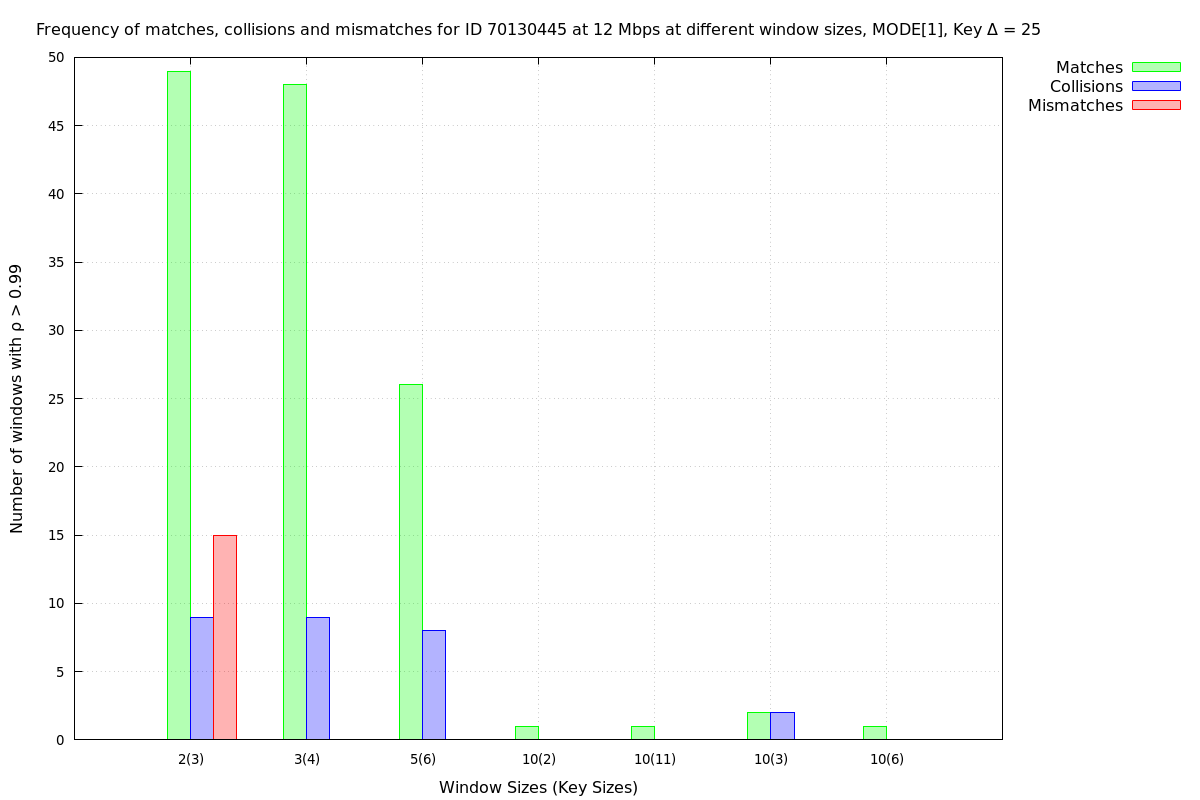 Frequency of matches, collisions and mismatches for ID 70130445 at 12 Mbps at different window sizes, MODE[1], Key Δ = 25
Matches
Collisions
Mismatches
Number of windows with ρ > 0.99
50
45
40
35
30
25
20
15
10
5
0
2(3) 3(4) 5(6) 10(2) 10(11) 10(3) 10(6)
Window Sizes (Key Sizes)